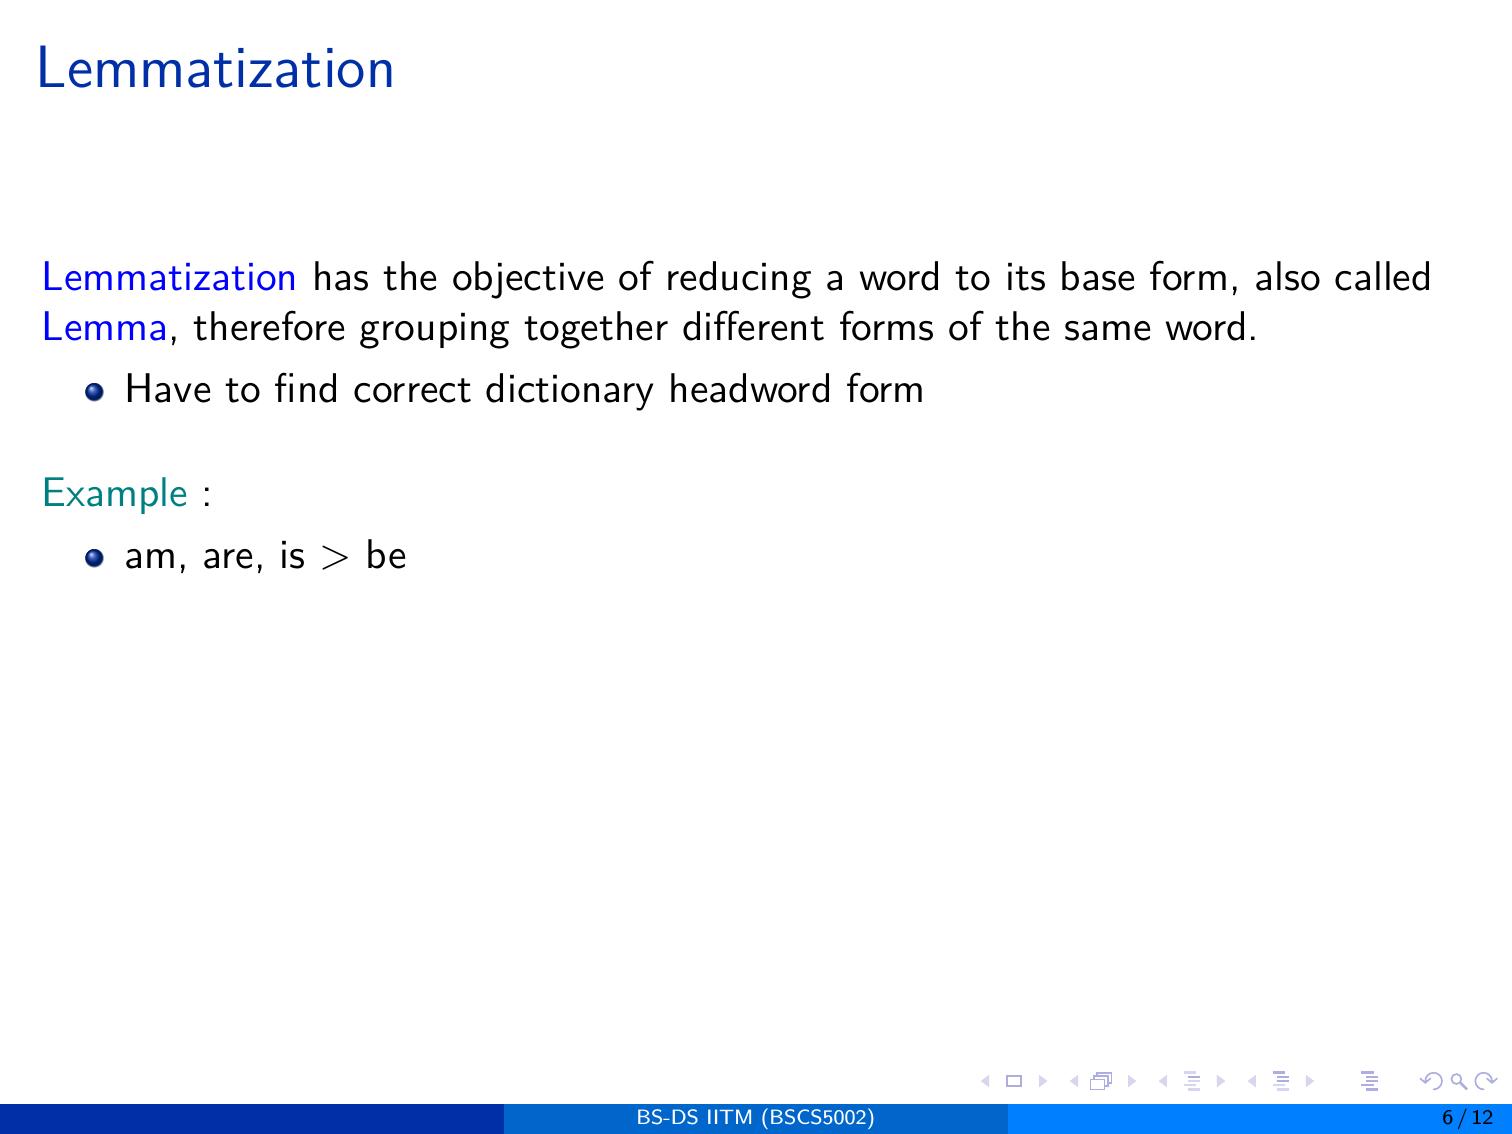 Lemmatization
Lemmatization has the objective of reducing a word to its base form, also called
Lemma, therefore grouping together different forms of the same word.
Have to find correct dictionary headword form
Example :
am, are, is > be
BS-DS IITM (BSCS5002)
6 / 12